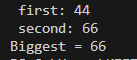 first: 44
second: 66
Biggest = 66